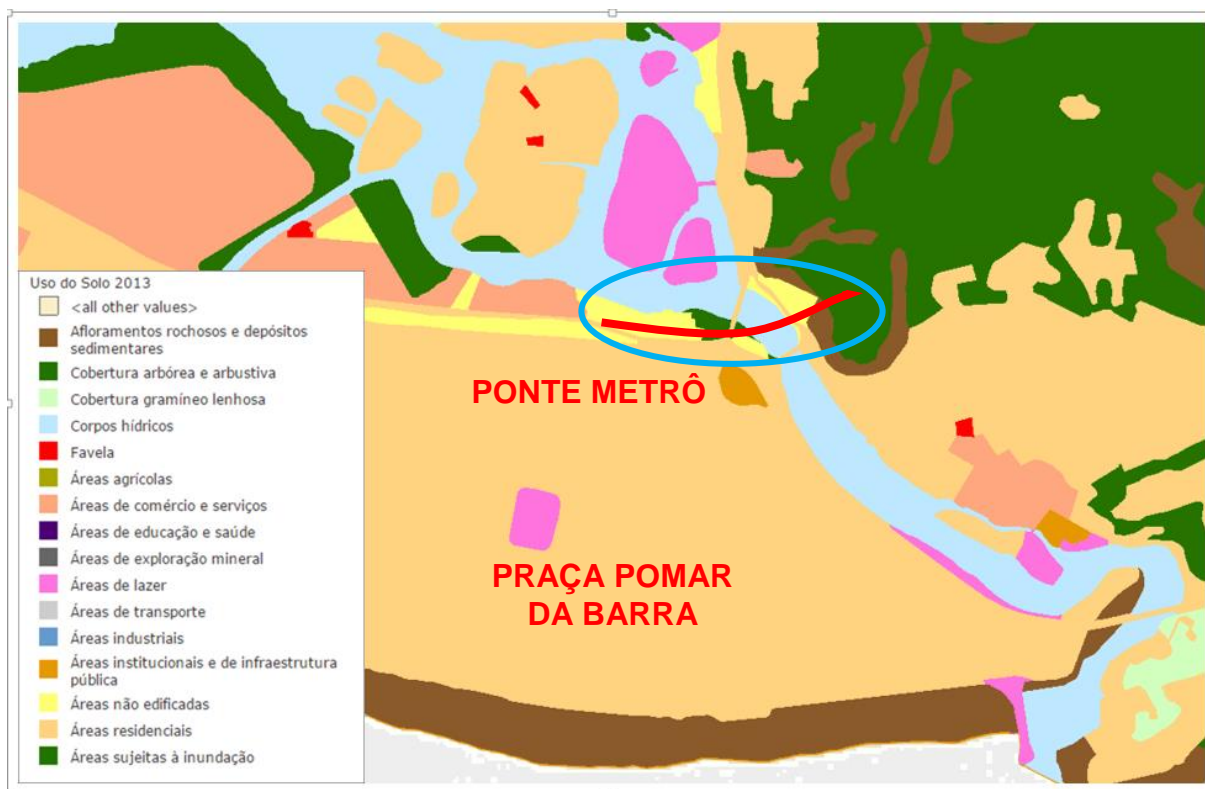 Uso do Solo 2013
<all other values>
Afloramentos rochosos e depósitos
sedimentares
Cobertura arbórea e arbustiva
Cobertura gramíneo lenhosa
Corpos hídricos
Favela
Áreas agrícolas
Áreas de comércio e serviços
Áreas de educação e saúde
Áreas de exploração mineral
Áreas de lazer
Áreas de transporte
Áreas industriais
Áreas institucionais e de infraestrutura
pública
Áreas não edificadas
Áreas residenciais
Áreas sujeitas à inundação
PONTE METRÔ
PRAÇA POMAR
DA BARRA